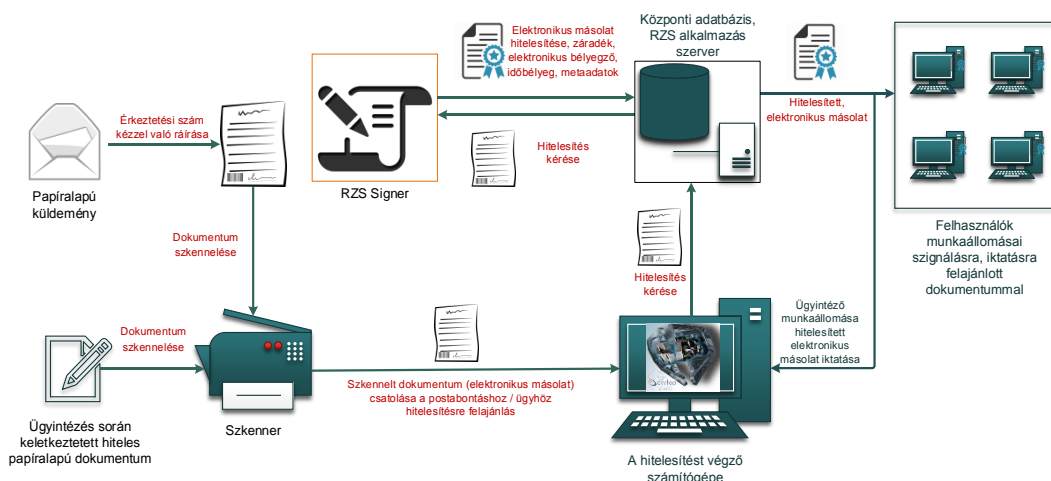 Elektronikus másolat
hitelesítése, záradék,
elektronikus bélyegző,
időbélyeg, metaadatok
Központi adatbázis,
RZS alkalmazás
szerver
Érkeztetési szám
kézzel való ráírása
Hitelesítés
kérése
Hitelesített,
elektronikus másolat
Papíralapú
küldemény
RZS Signer
Felhasználók
munkaállomásai
szignálásra, iktatásra
felajánlott
dokumentummal
Dokumentum
szkennelése
Hitelesítés
kérése
Ügyintéző
munkaállomása
hitelesített
elektronikus
másolat iktatása
Dokumentum
szkennelése
Szkennelt dokumentum (elektronikus másolat)
csatolása a postabontáshoz / ügyhöz
hitelesítésre felajánlás
Ügyintézés során
keletkeztetett hiteles
papíralapú dokumentum
Szkenner
A hitelesítést végző
számítógépe